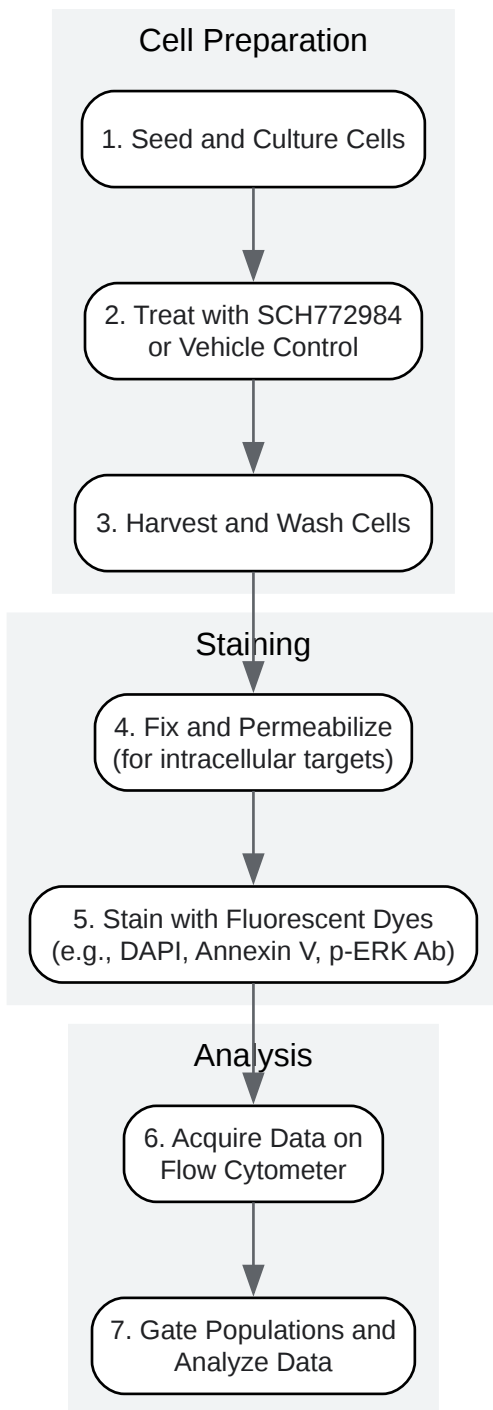 Cell Preparation
1. Seed and Culture Cells
2. Treat with SCH772984
or Vehicle Control
3. Harvest and Wash Cells
Staining
4. Fix and Permeabilize
(for intracellular targets)
5. Stain with Fluorescent Dyes
(e.g., DAPI, Annexin V, p-ERK Ab)
Analysis
6. Acquire Data on
Flow Cytometer
7. Gate Populations and
Analyze Data